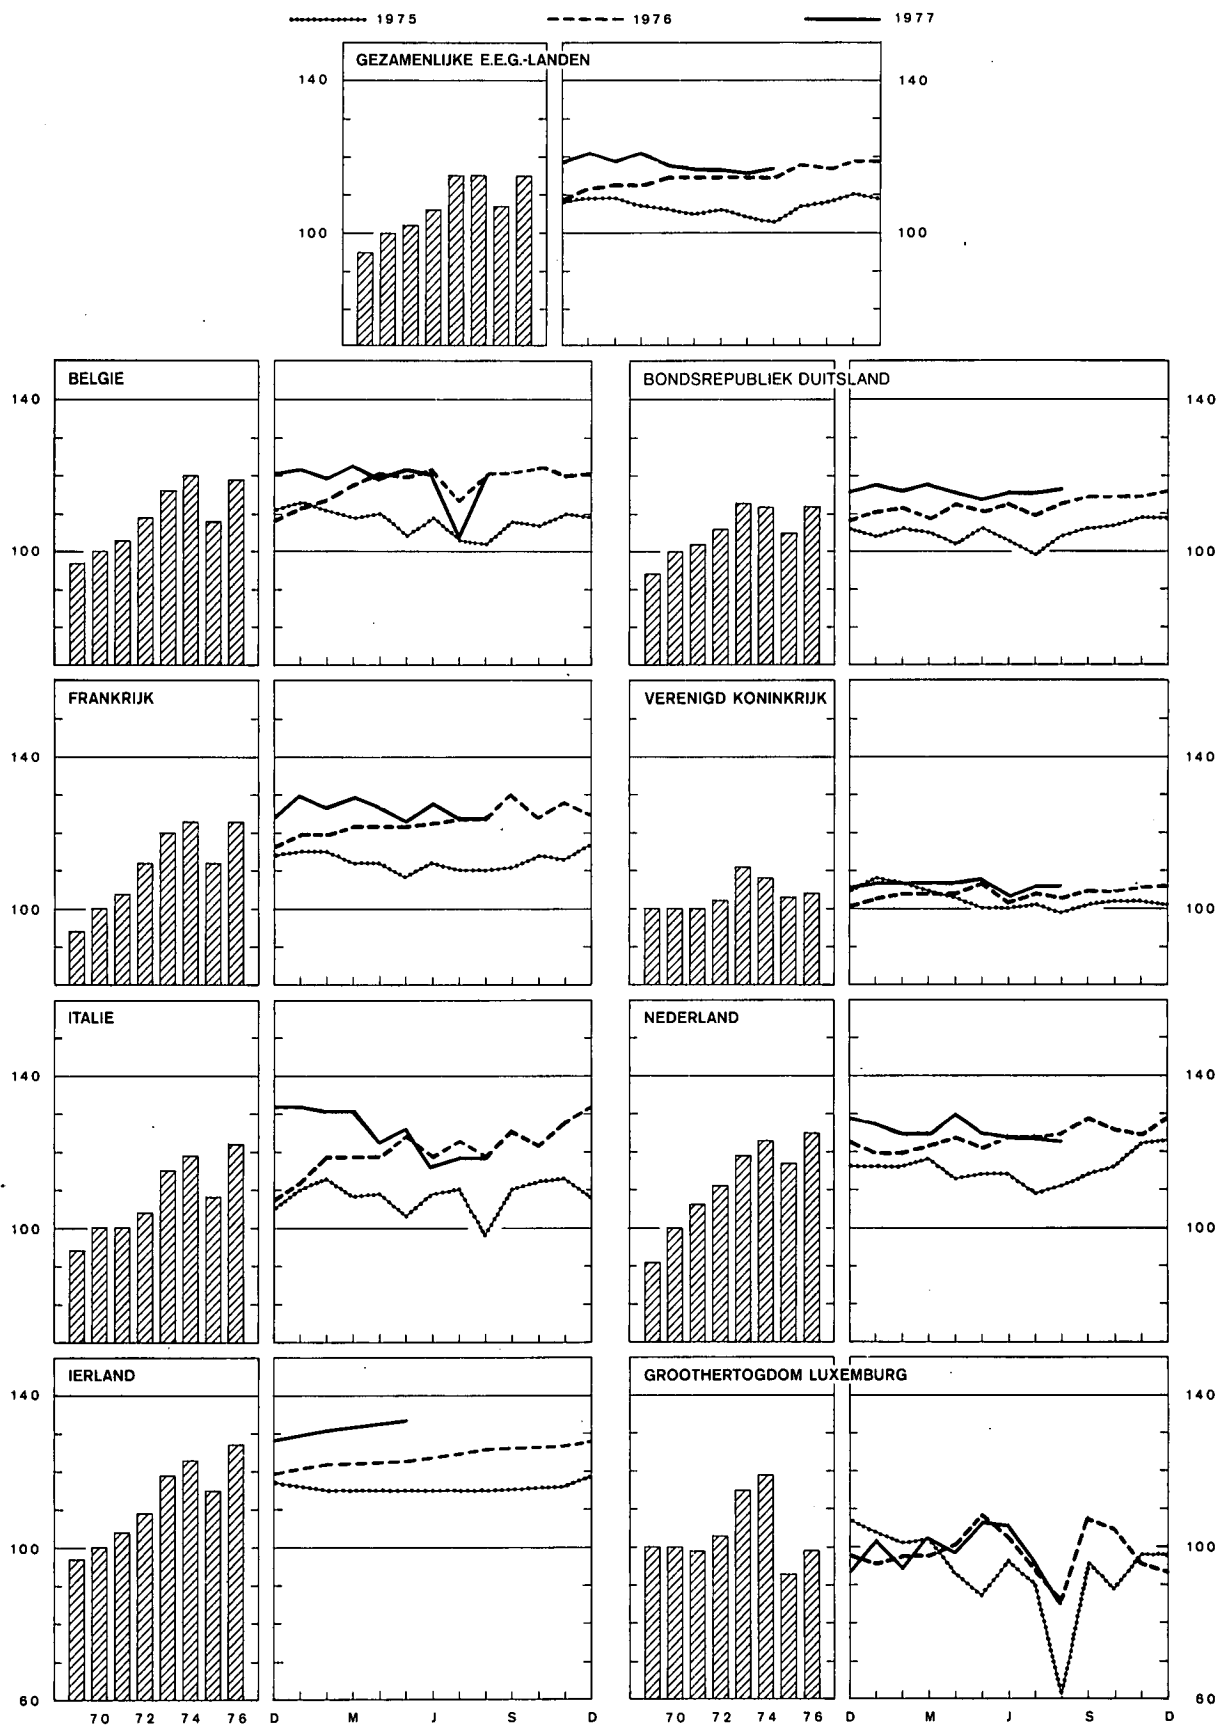 1975 1976 1977
GEZAMENLIJKE E.E.G.-LANDEN
140 140
100 100
BELGIE BONDSREPUBLIEK DUITSLAND
140 140
100 100
FRANKRIJK VERENIGD KONINKRIJK
140 140
100 100
ITALIE NEDERLAND
140 140
100 100
IERLAND GROOTHERTOGDOM LUXEMBURG
140 140
100 100
60 60
70 72 74 76 D M J S D 70 72 74 76 D M J S D